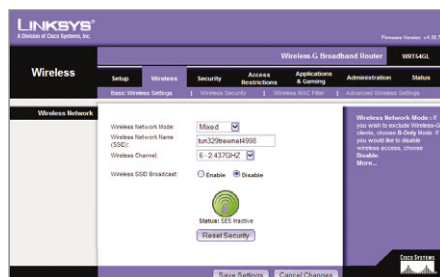 LINKSYS®
A Division of Cisco Systems, Inc.
Firmware Version: v4.30.
Wireless-G Broadband Router WRT54GL
Wireless
Setup Wireless Security Access Restrictions Applications & Gaming Administration Status
Basic Wireless Settings | Wireless Security | Wireless MAC Filter | Advanced Wireless Settings
Wireless Network
Wireless Network Mode: Mixed
Wireless Network Name (SSID): tun329trewnet4998
Wireless Channel: 6 - 2.437GHZ
Wireless SSID Broadcast: Enable Disable
Status: SES Inactive
Reset Security
Wireless Network Mode : If
you wish to exclude Wireless-G
clients, choose B-Only Mode. If
you would like to disable
wireless access, choose
Disable.
More...
Save Settings Cancel Changes
CISCO SYSTEMS